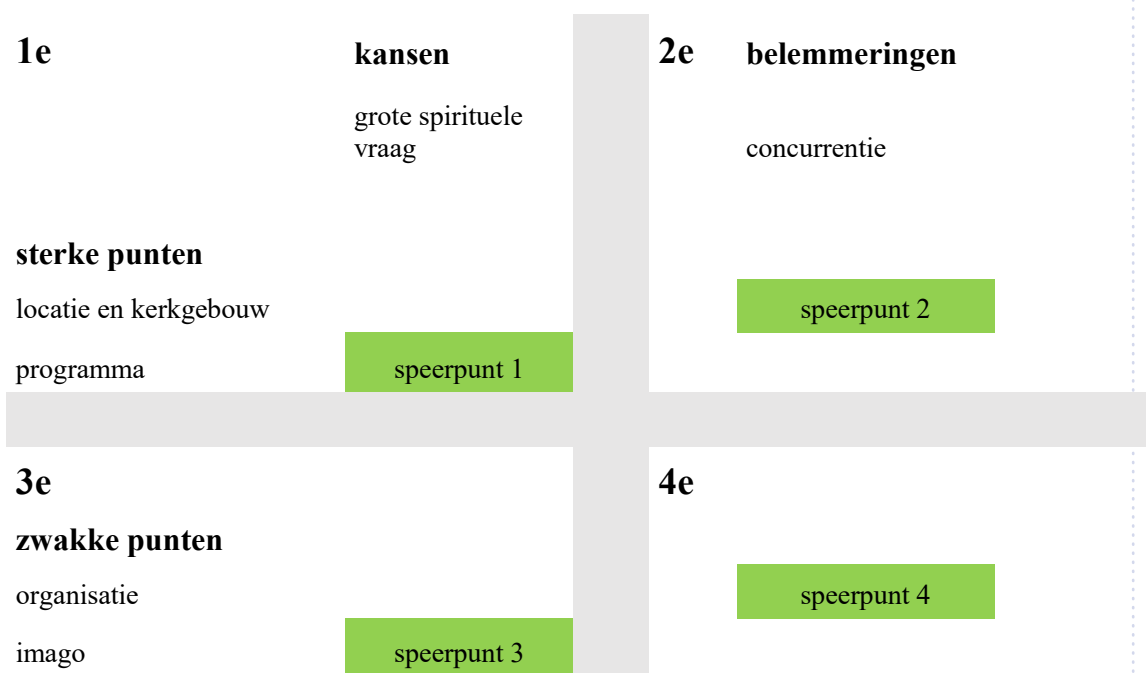 1e
kansen
grote spirituele
vraag
sterke punten
locatie en kerkgebouw
programma
speerpunt 1
2e
belemmeringen
concurrentie
speerpunt 2
3e
zwakke punten
organisatie
imago
speerpunt 3
4e
speerpunt 4